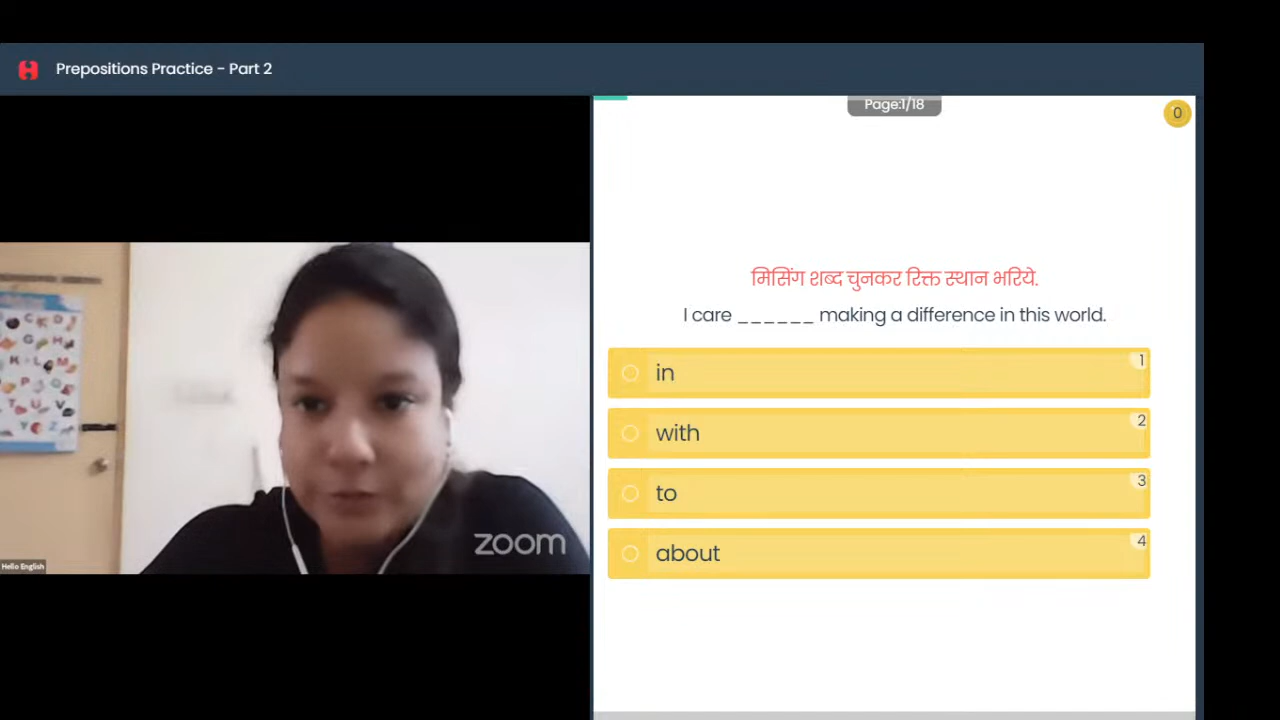 Prepositions Practice - Part 2
Page:1/18
0
मिसिंग शब्द चुनकर रिक्त स्थान भरिये.
I care ______ making a difference in this world.
in
1
with
2
to
3
about
4
zoom
Hello English